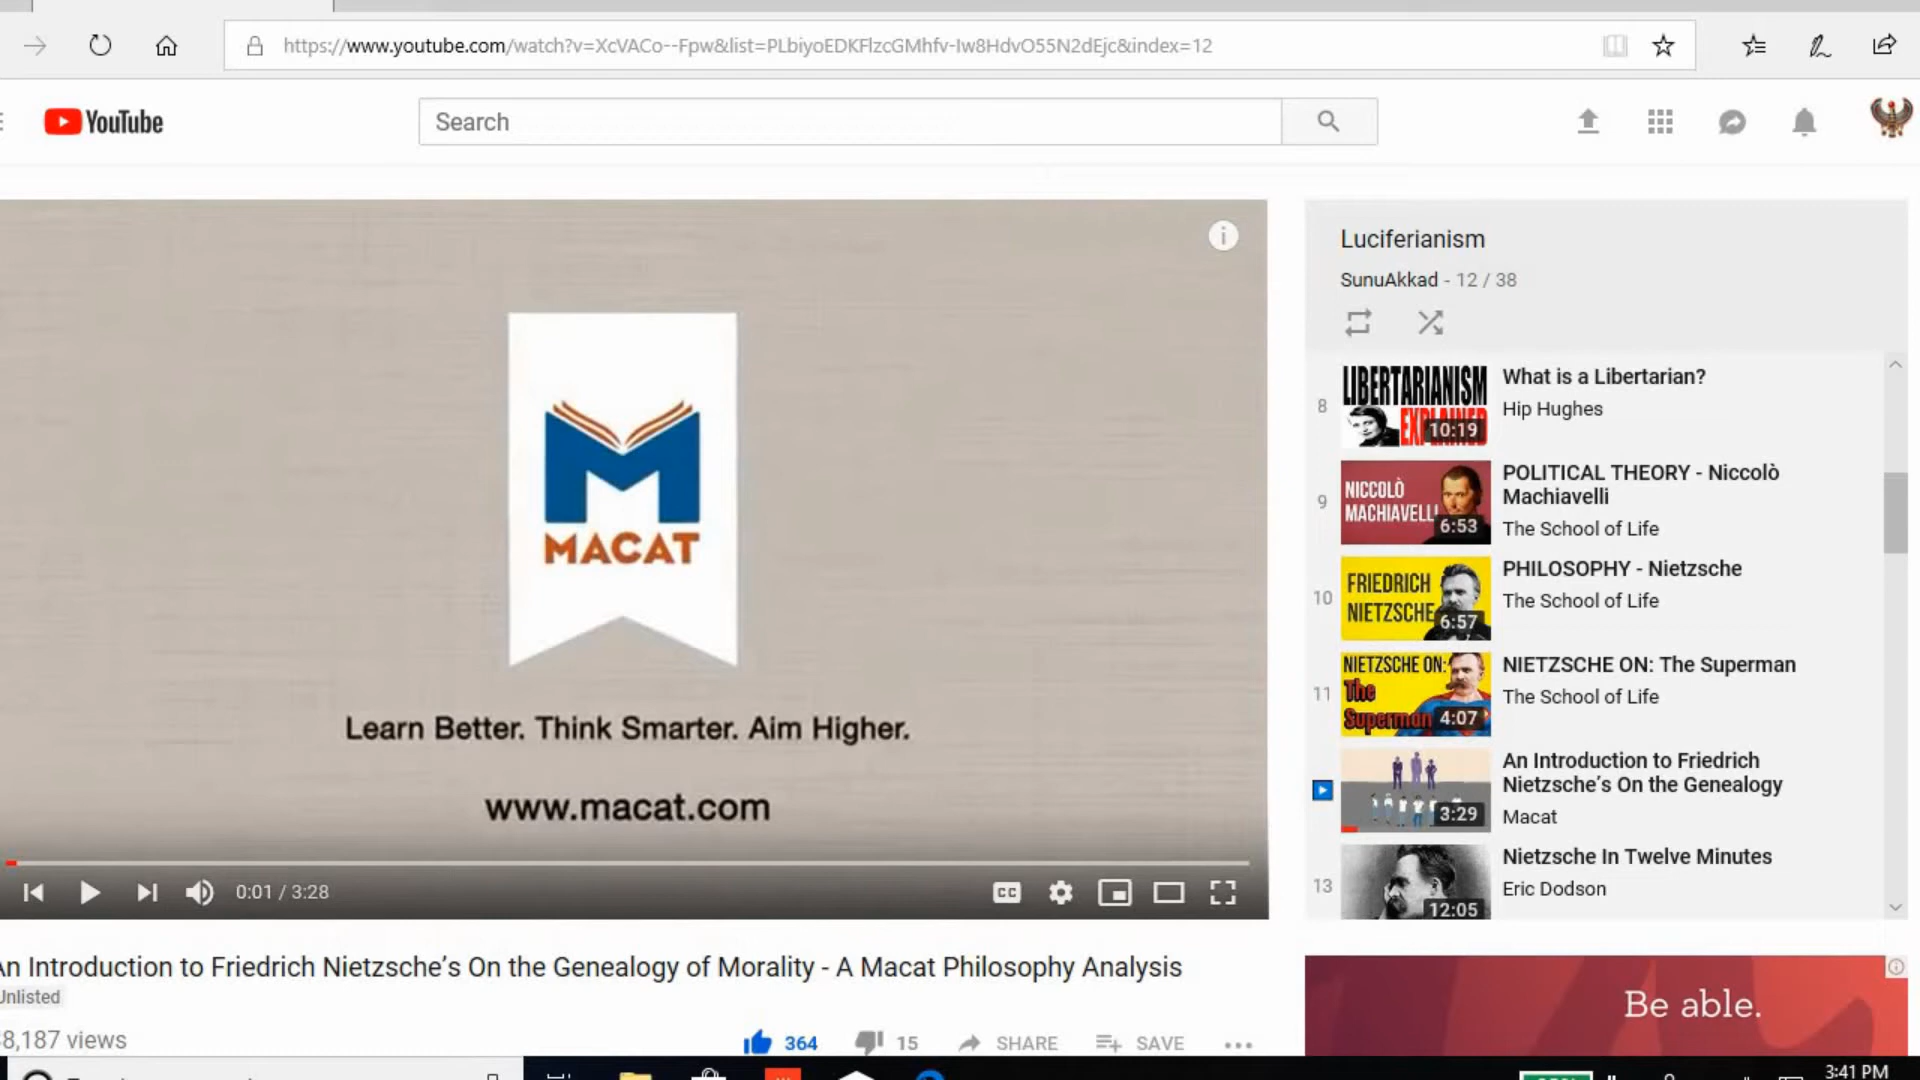 https://www.youtube.com/watch?v=XcVACo--Fpw&list=PLbiyoEDKFlzcGMhfv-Iw8HdvO55N2dEjc&index=12
YouTube
Search
MACAT
Learn Better. Think Smarter. Aim Higher.
www.macat.com
0:01 / 3:28
CC
An Introduction to Friedrich Nietzsche's On the Genealogy of Morality - A Macat Philosophy Analysis
Unlisted
8,187 views
364
15
SHARE
SAVE
Luciferianism
SunuAkkad - 12 / 38
8
LIBERTARIANISM
EXPLAINED
10:19
What is a Libertarian?
Hip Hughes
9
NICCOLÒ
MACHIAVELLI
6:53
POLITICAL THEORY - Niccolò
Machiavelli
The School of Life
10
FRIEDRICH
NIETZSCHE
6:57
PHILOSOPHY - Nietzsche
The School of Life
11
NIETZSCHE ON:
The
Superman
4:07
NIETZSCHE ON: The Superman
The School of Life
3:29
An Introduction to Friedrich
Nietzsche's On the Genealogy
Macat
13
12:05
Nietzsche In Twelve Minutes
Eric Dodson
Be able.
3:41 PM